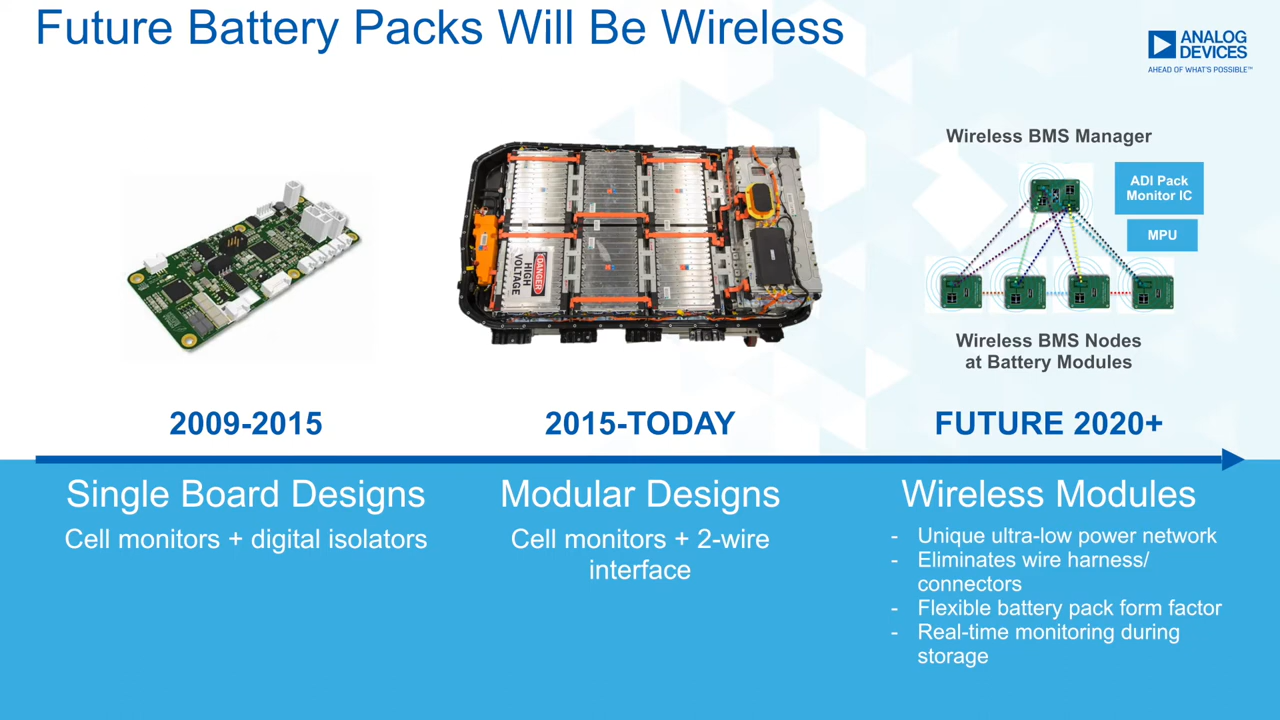 Future Battery Packs Will Be Wireless
ANALOG
DEVICES
AHEAD OF WHAT'S POSSIBLE™
Wireless BMS Manager
ADI Pack
Monitor IC
MPU
DANGER
HIGH
VOLTAGE
Wireless BMS Nodes
at Battery Modules
2009-2015
2015-TODAY
FUTURE 2020+
Single Board Designs
Cell monitors + digital isolators
Modular Designs
Cell monitors + 2-wire
interface
Wireless Modules
- Unique ultra-low power network
- Eliminates wire harness/
connectors
- Flexible battery pack form factor
- Real-time monitoring during
storage